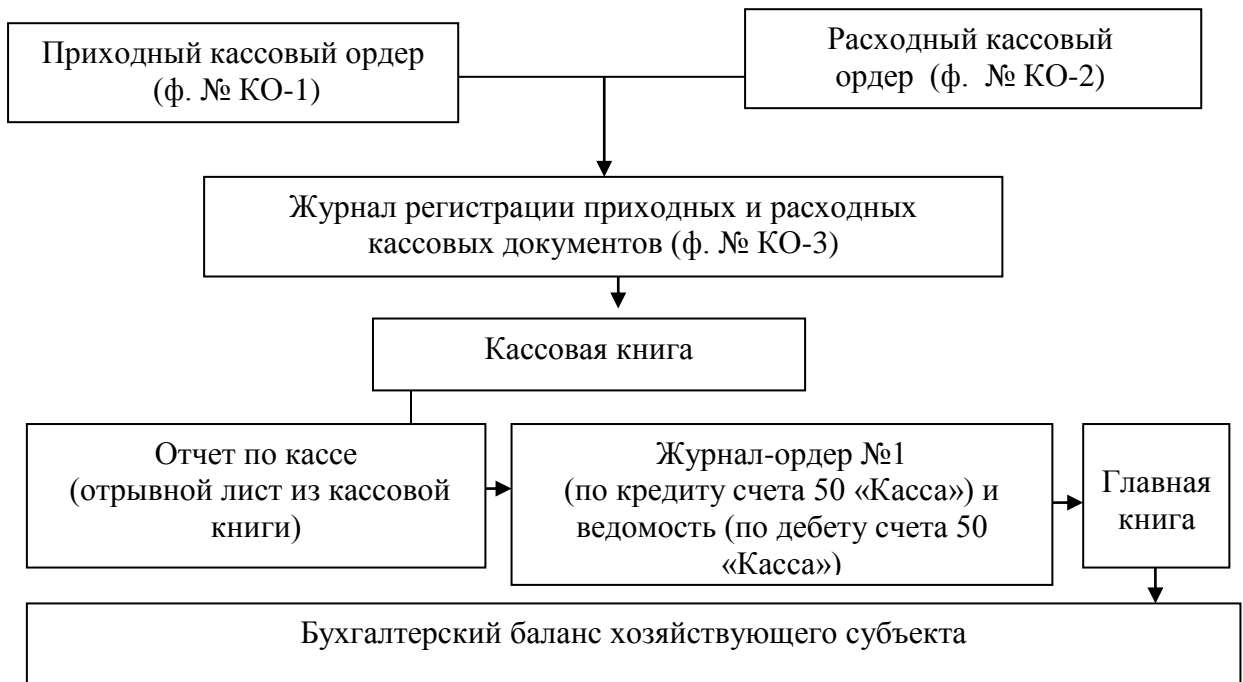 Приходный кассовый ордер
(ф. № КО-1)
Расходный кассовый
ордер (ф. № КО-2)
Журнал регистрации приходных и расходных
кассовых документов (ф. № КО-3)
Кассовая книга
Отчет по кассе
(отрывной лист из кассовой
книги)
Журнал-ордер №1
(по кредиту счета 50 «Касса») и
ведомость (по дебету счета 50
«Касса»)
Главная
книга
Бухгалтерский баланс хозяйствующего субъекта